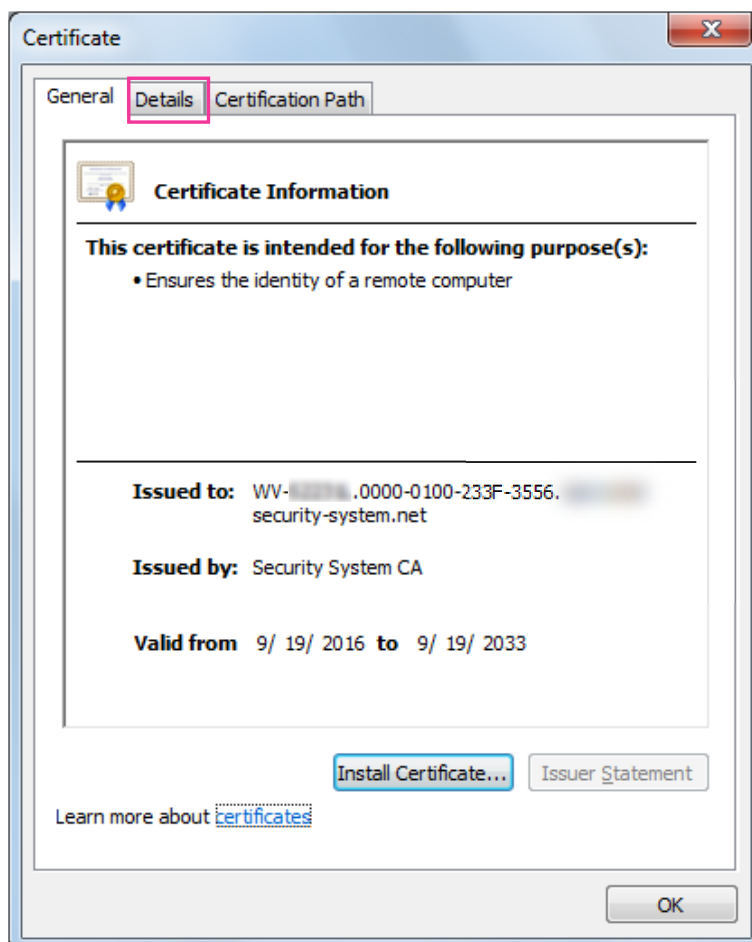 Certificate
General Details Certification Path
Certificate Information
This certificate is intended for the following purpose(s):
• Ensures the identity of a remote computer
Issued to: WV- .0000-0100-233F-3556.
security-system.net
Issued by: Security System CA
Valid from 9/ 19/ 2016 to 9/ 19/ 2033
Install Certificate... Issuer Statement
Learn more about certificates
OK